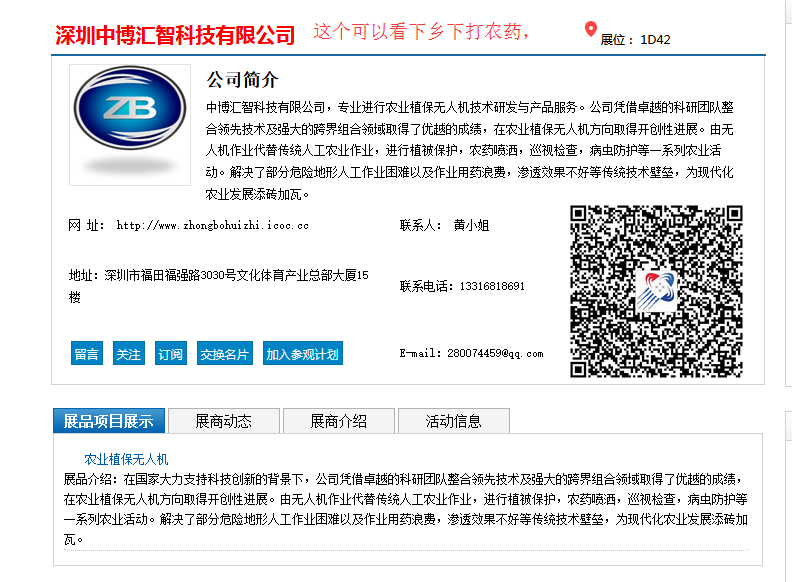 深圳中博汇智科技有限公司 这个可以看下乡下打农药，
展位： 1D42
ZB
公司简介
中博汇智科技有限公司，专业进行农业植保无人机技术研发与产品服务。公司凭借卓越的科研团队整
合领先技术及强大的跨界组合领域取得了优越的成绩，在农业植保无人机方向取得开创性进展。由无
人机作业代替传统人工农业作业，进行植被保护，农药喷洒，巡视检查，病虫防护等一系列农业活
动。解决了部分危险地形人工作业困难以及作业用药浪费，渗透效果不好等传统技术壁垒，为现代化
农业发展添砖加瓦。
网 址： http://www.zhongbohuizhi.icoc.cc
联系人： 黄小姐
地址：深圳市福田福强路3030号文化体育产业总部大厦15
楼
联系电话：13316818691
留言 关注 订阅 交换名片 加入参观计划
E-mail：280074459@qq.com
展品项目展示 展商动态 展商介绍 活动信息
农业植保无人机
展品介绍：在国家大力支持科技创新的背景下，公司凭借卓越的科研团队整合领先技术及强大的跨界组合领域取得了优越的成绩，
在农业植保无人机方向取得开创性进展。由无人机作业代替传统人工农业作业，进行植被保护，农药喷洒，巡视检查，病虫防护等
一系列农业活动。解决了部分危险地形人工作业困难以及作业用药浪费，渗透效果不好等传统技术壁垒，为现代化农业发展添砖加
瓦。